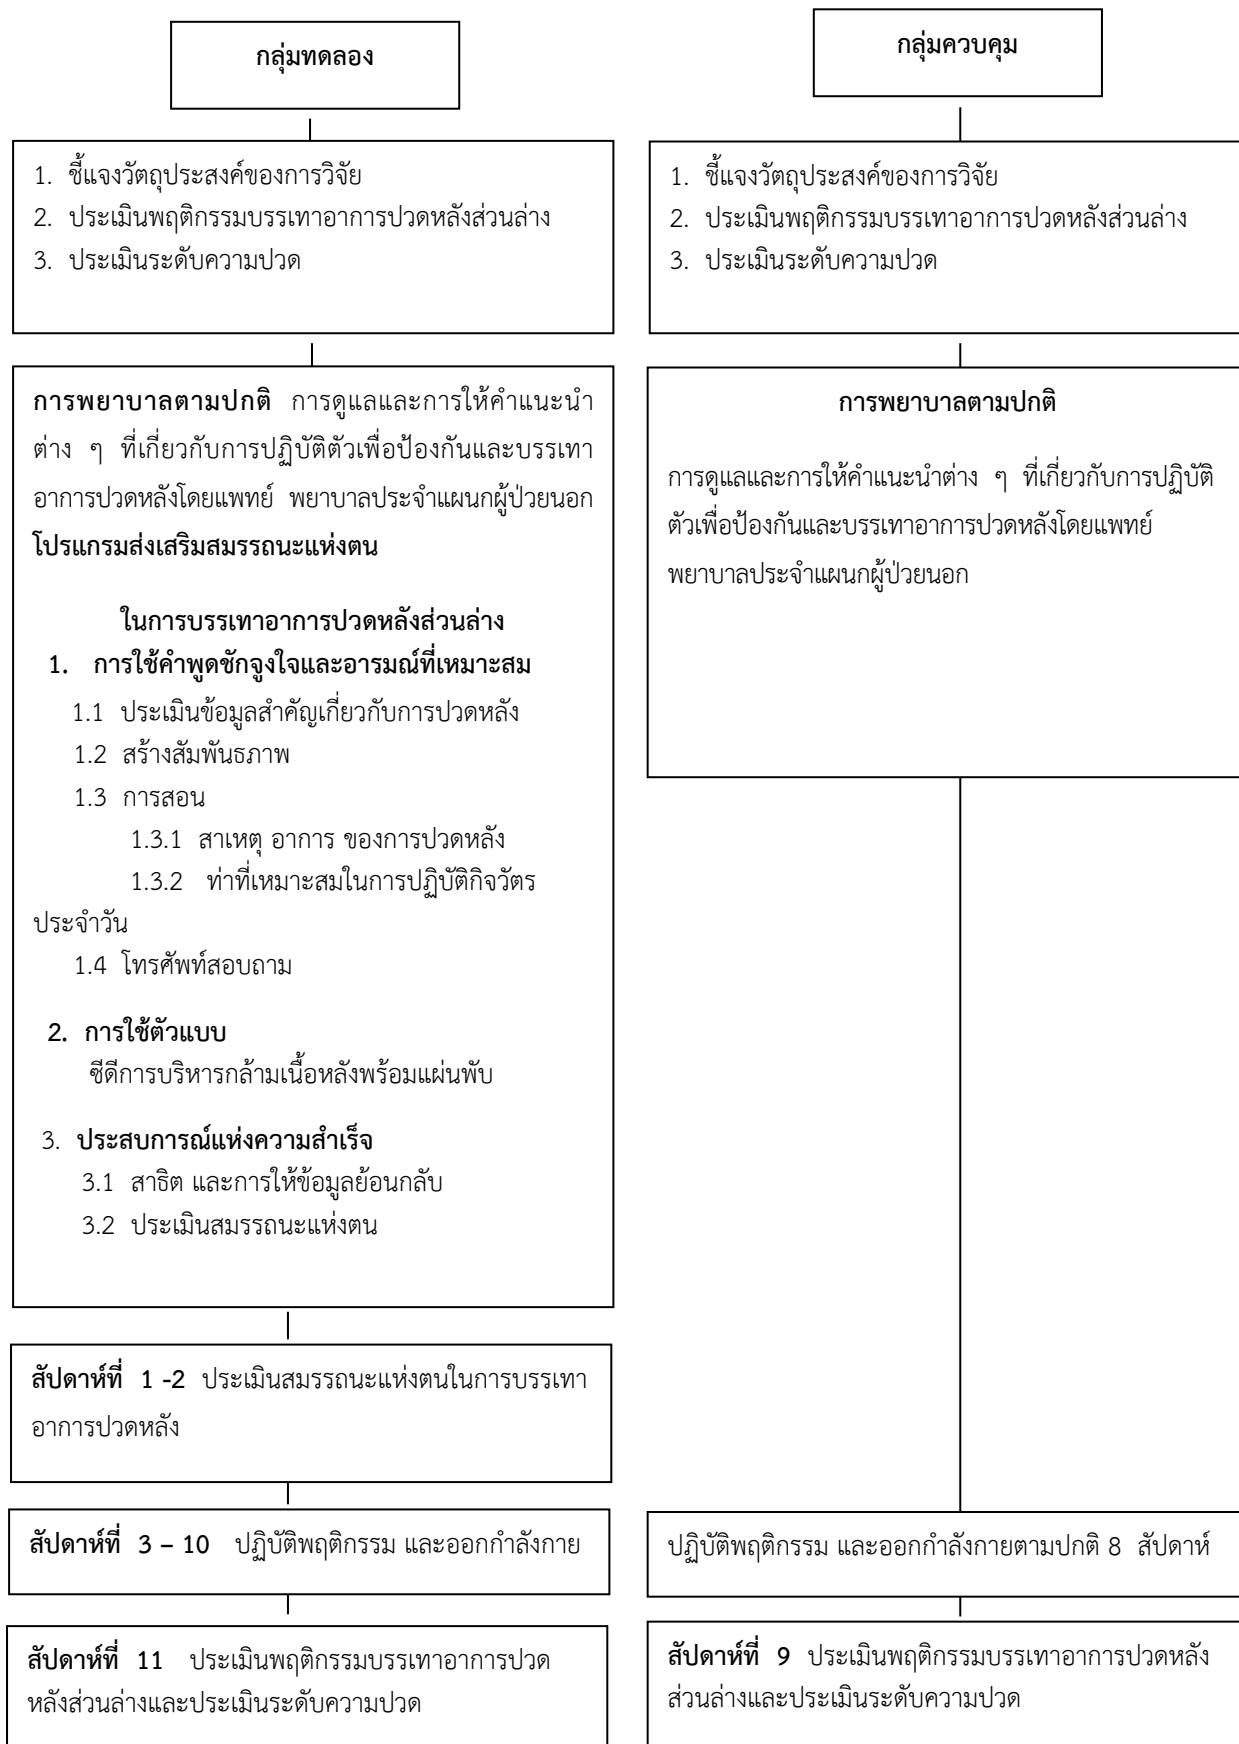 กลุ่มทดลอง
1. ชี้แจงวัตถุประสงค์ของการวิจัย
2. ประเมินพฤติกรรมบรรเทาอาการปวดหลังส่วนล่าง
3. ประเมินระดับความปวด
การพยาบาลตามปกติ การดูแลและการให้คำแนะนำ
ต่าง ๆ ที่เกี่ยวกับการปฏิบัติตัวเพื่อป้องกันและบรรเทา
อาการปวดหลังโดยแพทย์ พยาบาลประจำแผนกผู้ป่วยนอก
โปรแกรมส่งเสริมสมรรถนะแห่งตน
ในการบรรเทาอาการปวดหลังส่วนล่าง
1. การใช้คำพูดชักจูงใจและอารมณ์ที่เหมาะสม
1.1 ประเมินข้อมูลสำคัญเกี่ยวกับการปวดหลัง
1.2 สร้างสัมพันธภาพ
1.3 การสอน
1.3.1 สาเหตุ อาการ ของการปวดหลัง
1.3.2 ท่าที่เหมาะสมในการปฏิบัติกิจวัตร
ประจำวัน
1.4 โทรศัพท์สอบถาม
2. การใช้ตัวแบบ
ซีดีการบริหารกล้ามเนื้อหลังพร้อมแผ่นพับ
3. ประสบการณ์แห่งความสำเร็จ
3.1 สาธิต และการให้ข้อมูลย้อนกลับ
3.2 ประเมินสมรรถนะแห่งตน
สัปดาห์ที่ 1 -2 ประเมินสมรรถนะแห่งตนในการบรรเทา
อาการปวดหลัง
สัปดาห์ที่ 3 – 10 ปฏิบัติพฤติกรรม และออกกำลังกาย
สัปดาห์ที่ 11 ประเมินพฤติกรรมบรรเทาอาการปวด
หลังส่วนล่างและประเมินระดับความปวด
กลุ่มควบคุม
1. ชี้แจงวัตถุประสงค์ของการวิจัย
2. ประเมินพฤติกรรมบรรเทาอาการปวดหลังส่วนล่าง
3. ประเมินระดับความปวด
การพยาบาลตามปกติ
การดูแลและการให้คำแนะนำต่าง ๆ ที่เกี่ยวกับการปฏิบัติ
ตัวเพื่อป้องกันและบรรเทาอาการปวดหลังโดยแพทย์
พยาบาลประจำแผนกผู้ป่วยนอก
ปฏิบัติพฤติกรรม และออกกำลังกายตามปกติ 8 สัปดาห์
สัปดาห์ที่ 9 ประเมินพฤติกรรมบรรเทาอาการปวดหลัง
ส่วนล่างและประเมินระดับความปวด